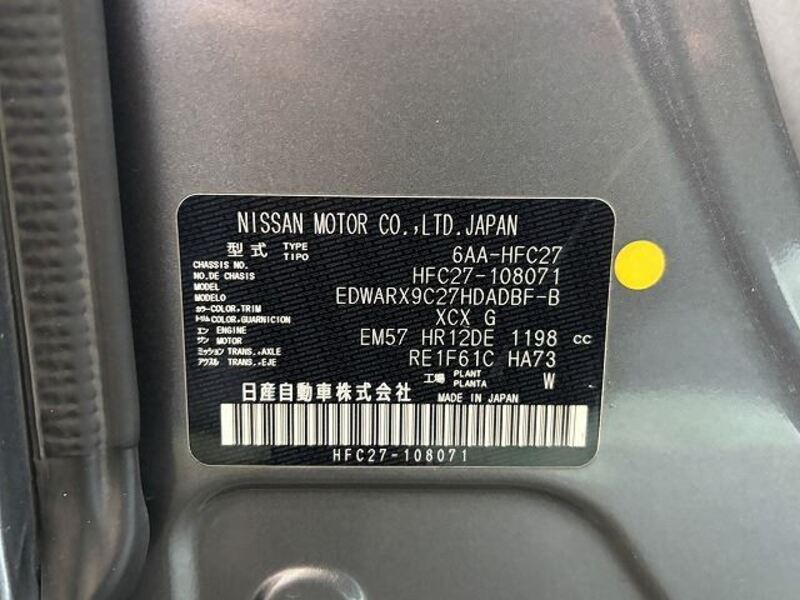 NISSAN MOTOR CO.,LTD.JAPAN
型式 TYPE TIPO 6AA-HFC27
CHASSIS NO. NO.DE CHASIS HFC27-108071
MODEL MODELO EDWARX9C27HDADBF-B
カラー COLOR,TRIM トリム COLOR,GUARNICION XCX G
エンジン ENGINE MOTOR EM57 HR12DE 1198 cc
ミッション TRANS.,AXLE アクスル TRANS.,EJE RE1F61C HA73
工場 PLANT PLANTA W
日産自動車株式会社 MADE IN JAPAN
HFC27-108071